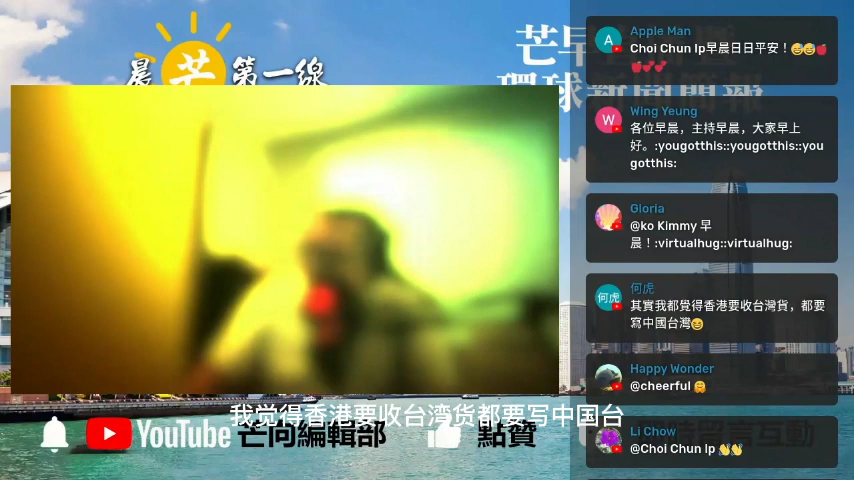 晨芒第一線
芒早
環球新聞簡報
Apple Man
Choi Chun Ip早晨日日平安！😄😄🍎
🍎💕💕
Wing Yeung
各位早晨，主持早晨，大家早上
好。:yougotthis::yougotthis::you
gotthis:
Gloria
@ko Kimmy 早
晨！:virtualhug::virtualhug:
何虎
其實我都覺得香港要收台灣貨，都要
寫中國台灣😆
Happy Wonder
@cheerful 🤗
Li Chow
@Choi Chun Ip 👏👏
我觉得香港要收台湾货都要写中国台
YouTube 芒向編輯部 點贊 留言互動